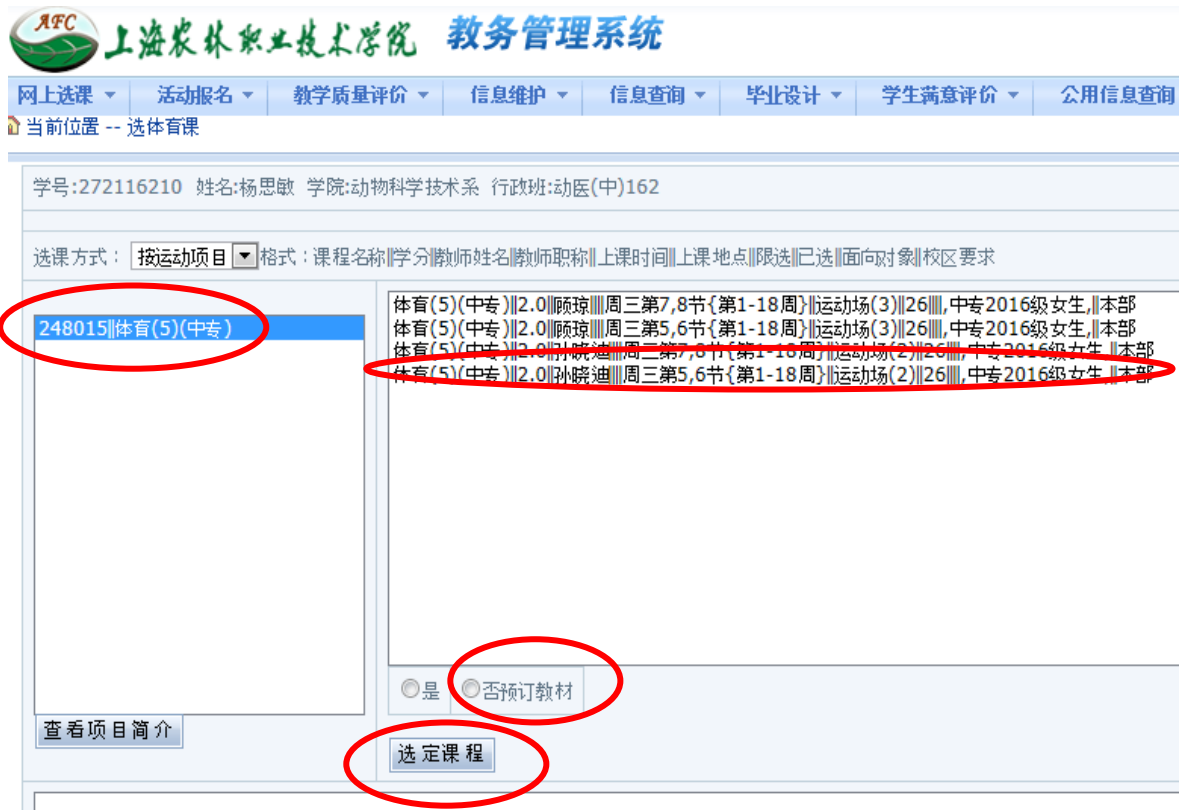 AFC 上海农林职业技术学院 教务管理系统
网上选课 活动报名 教学质量评价 信息维护 信息查询 毕业设计 学生满意评价 公用信息查询
当前位置 -- 选体育课
学号:272116210 姓名:杨思敏 学院:动物科学技术系 行政班:动医(中)162
选课方式： 按运动项目 格式：课程名称||学分||教师姓名||教师职称||上课时间||上课地点||限选||已选||面向对象||校区要求
248015||体育(5)(中专)
体育(5)(中专)||2.0||顾琼||||周三第7,8节{第1-18周}||运动场(3)||26||||,中专2016级女生,||本部
体育(5)(中专)||2.0||顾琼||||周三第5,6节{第1-18周}||运动场(3)||26||||,中专2016级女生,||本部
体育(5)(中专)||2.0||孙晓迪||||周三第7,8节{第1-18周}||运动场(2)||26||||,中专2016级女生,||本部
体育(5)(中专)||2.0||孙晓迪||||周三第5,6节{第1-18周}||运动场(2)||26||||,中专2016级女生,||本部
是 否预订教材
查看项目简介
选定课程